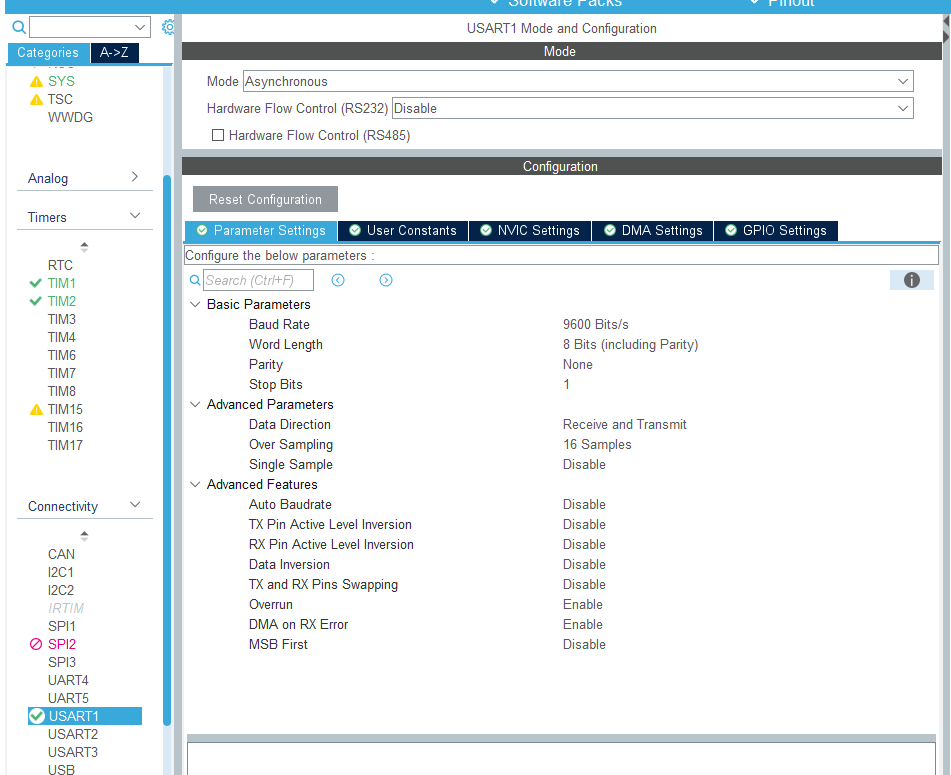 Software Packs
Pinout
Categories
A->Z
SYS
TSC
WWDG
Analog
Timers
RTC
TIM1
TIM2
TIM3
TIM4
TIM6
TIM7
TIM8
TIM15
TIM16
TIM17
Connectivity
CAN
I2C1
I2C2
IRTIM
SPI1
SPI2
SPI3
UART4
UART5
USART1
USART2
USART3
USB
USART1 Mode and Configuration
Mode
Mode Asynchronous
Hardware Flow Control (RS232) Disable
Hardware Flow Control (RS485)
Configuration
Reset Configuration
Parameter Settings
User Constants
NVIC Settings
DMA Settings
GPIO Settings
Configure the below parameters :
Search (Ctrl+F)
Basic Parameters
Baud Rate 9600 Bits/s
Word Length 8 Bits (including Parity)
Parity None
Stop Bits 1
Advanced Parameters
Data Direction Receive and Transmit
Over Sampling 16 Samples
Single Sample Disable
Advanced Features
Auto Baudrate Disable
TX Pin Active Level Inversion Disable
RX Pin Active Level Inversion Disable
Data Inversion Disable
TX and RX Pins Swapping Disable
Overrun Enable
DMA on RX Error Enable
MSB First Disable